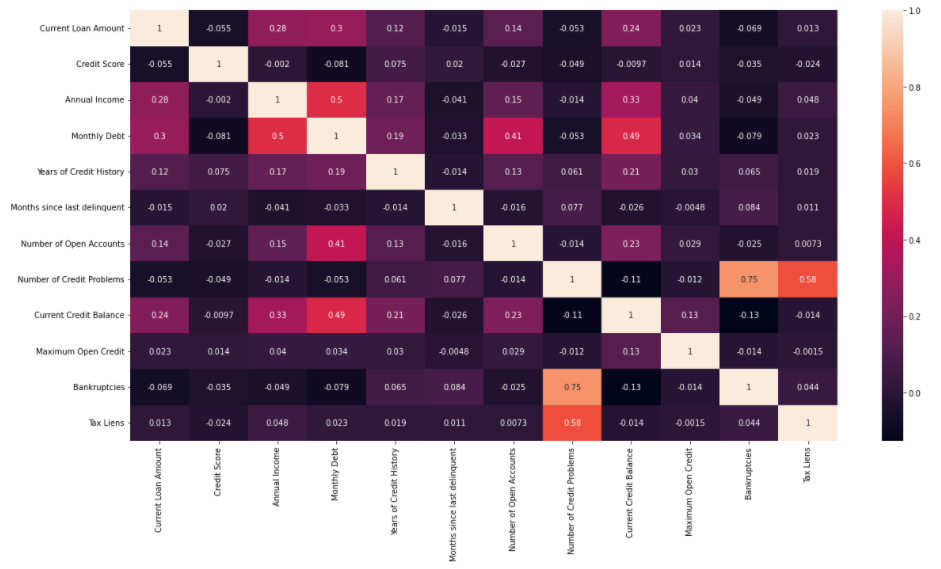 Current Loan Amount 1 -0.055 0.28 0.3 0.12 -0.015 0.14 -0.053 0.24 0.023 -0.069 0.013
Credit Score -0.055 1 -0.002 -0.081 0.075 0.02 -0.027 -0.049 -0.0097 0.014 -0.035 -0.024
Annual Income 0.28 -0.002 1 0.5 0.17 -0.041 0.15 -0.014 0.33 0.04 -0.049 0.048
Monthly Debt 0.3 -0.081 0.5 1 0.19 -0.033 0.41 -0.053 0.49 0.034 -0.079 0.023
Years of Credit History 0.12 0.075 0.17 0.19 1 -0.014 0.13 0.061 0.21 0.03 0.065 0.019
Months since last delinquent -0.015 0.02 -0.041 -0.033 -0.014 1 -0.016 0.077 -0.026 -0.0048 0.084 0.011
Number of Open Accounts 0.14 -0.027 0.15 0.41 0.13 -0.016 1 -0.014 0.23 0.029 -0.025 0.0073
Number of Credit Problems -0.053 -0.049 -0.014 -0.053 0.061 0.077 -0.014 1 -0.11 -0.012 0.75 0.58
Current Credit Balance 0.24 -0.0097 0.33 0.49 0.21 -0.026 0.23 -0.11 1 0.13 -0.13 -0.014
Maximum Open Credit 0.023 0.014 0.04 0.034 0.03 -0.0048 0.029 -0.012 0.13 1 -0.014 -0.0015
Bankruptcies -0.069 -0.035 -0.049 -0.079 0.065 0.084 -0.025 0.75 -0.13 -0.014 1 0.044
Tax Liens 0.013 -0.024 0.048 0.023 0.019 0.011 0.0073 0.58 -0.014 -0.0015 0.044 1
Current Loan Amount
Credit Score
Annual Income
Monthly Debt
Years of Credit History
Months since last delinquent
Number of Open Accounts
Number of Credit Problems
Current Credit Balance
Maximum Open Credit
Bankruptcies
Tax Liens
1.0
0.8
0.6
0.4
0.2
0.0